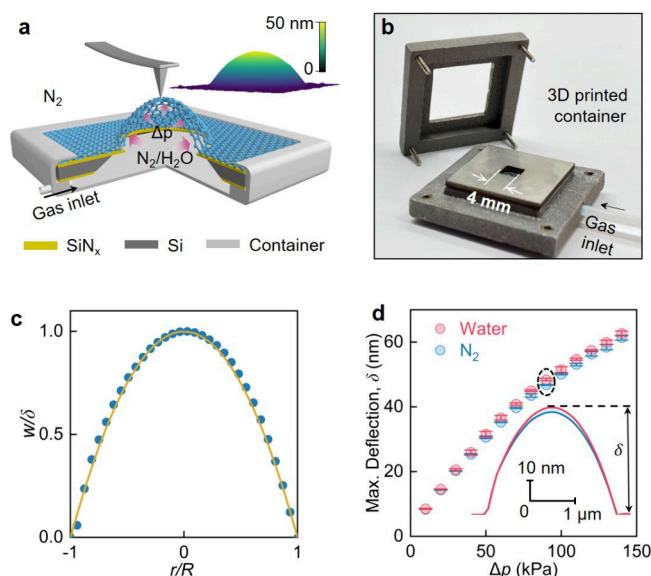 a
50 nm
0
N₂
Δp
N₂/H₂O
Gas inlet
SiNₓ
Si
Container
b
3D printed
container
4 mm
Gas
inlet
c
w/δ
1.0
0.5
0.0
-1
0
1
r/R
d
Max. Deflection, δ (nm)
60
40
20
0
Water
N₂
δ
10 nm
0
1 μm
0
50
100
150
Δp (kPa)